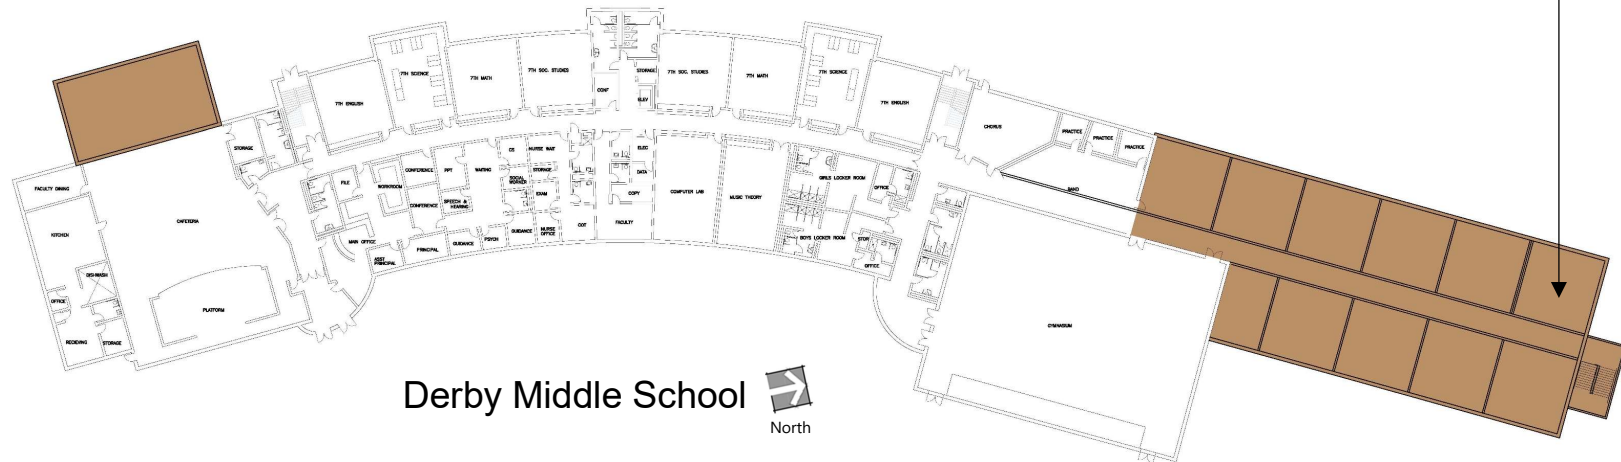 7TH SCIENCE
7TH MATH
7TH SOC. STUDIES
STORAGE
7TH SOC. STUDIES
7TH MATH
7TH SCIENCE
7TH ENGLISH
CONF
ELEV
7TH ENGLISH
CHORUS
PRACTICE
PRACTICE
PRACTICE
STORAGE
FILE
WORKROOM
CONFERENCE
PPT
WAITING
CS
NURSE WAIT
STORAGE
SOCIAL
WORKER
EXAM
ELEC
DATA
COPY
COMPUTER LAB
MUSIC THEORY
GIRLS LOCKER ROOM
OFFICE
BAND
FACULTY DINING
CAFETERIA
KITCHEN
CONFERENCE
SPEECH &
HEARING
MAIN OFFICE
ASST
PRINCIPAL
PRINCIPAL
GUIDANCE
PSYCH
GUIDANCE
NURSE
OFFICE
COT
FACULTY
BOYS LOCKER ROOM
STOR
OFFICE
DISHWASH
OFFICE
PLATFORM
RECIEVING
STORAGE
GYMNASIUM
Derby Middle School
North